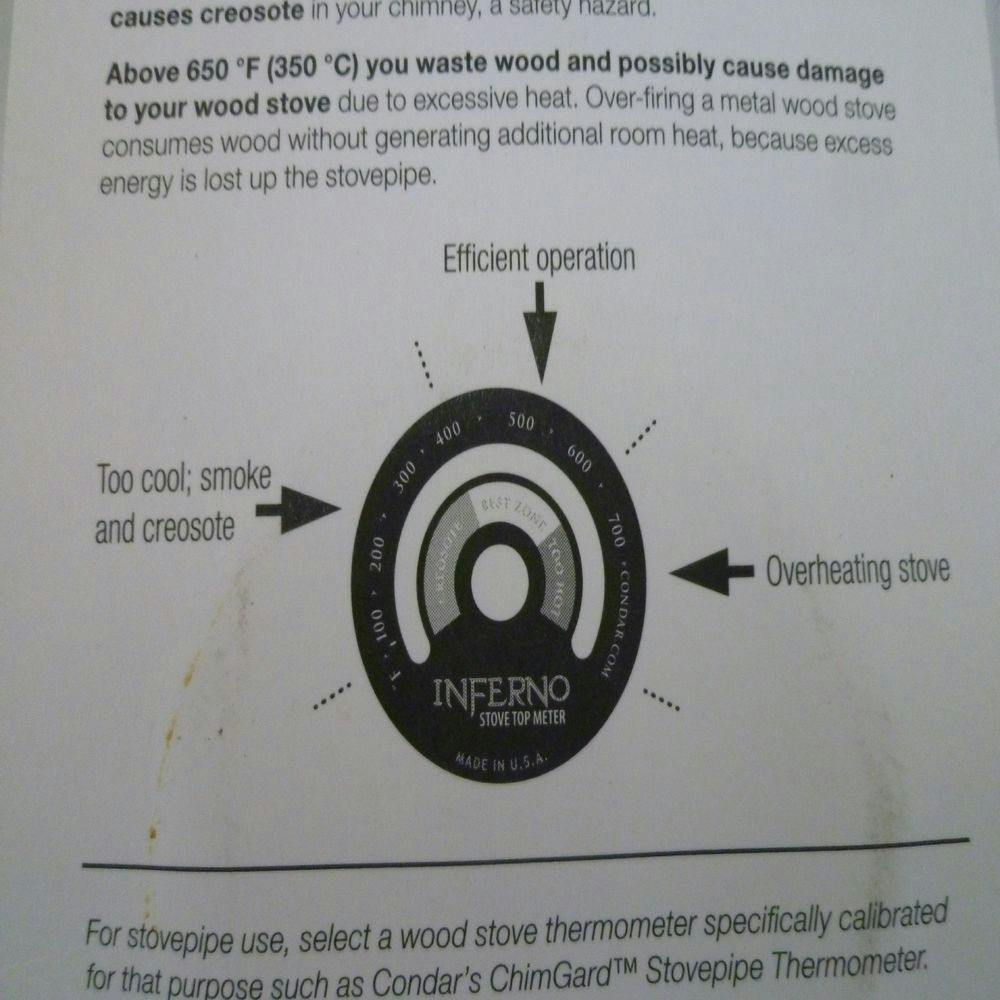 causes creosote in your chimney, a safety hazard.
Above 650 °F (350 °C) you waste wood and possibly cause damage
to your wood stove due to excessive heat. Over-firing a metal wood stove
consumes wood without generating additional room heat, because excess
energy is lost up the stovepipe.
Efficient operation
Too cool; smoke
and creosote
Overheating stove
°F · 100 · 200 · 300 · 400 · 500 · 600 · 700 · CONDAR.COM
CREOSOTE BEST ZONE TOO HOT
INFERNO
STOVE TOP METER
MADE IN U.S.A.
For stovepipe use, select a wood stove thermometer specifically calibrated
for that purpose such as Condar's ChimGard™ Stovepipe Thermometer.